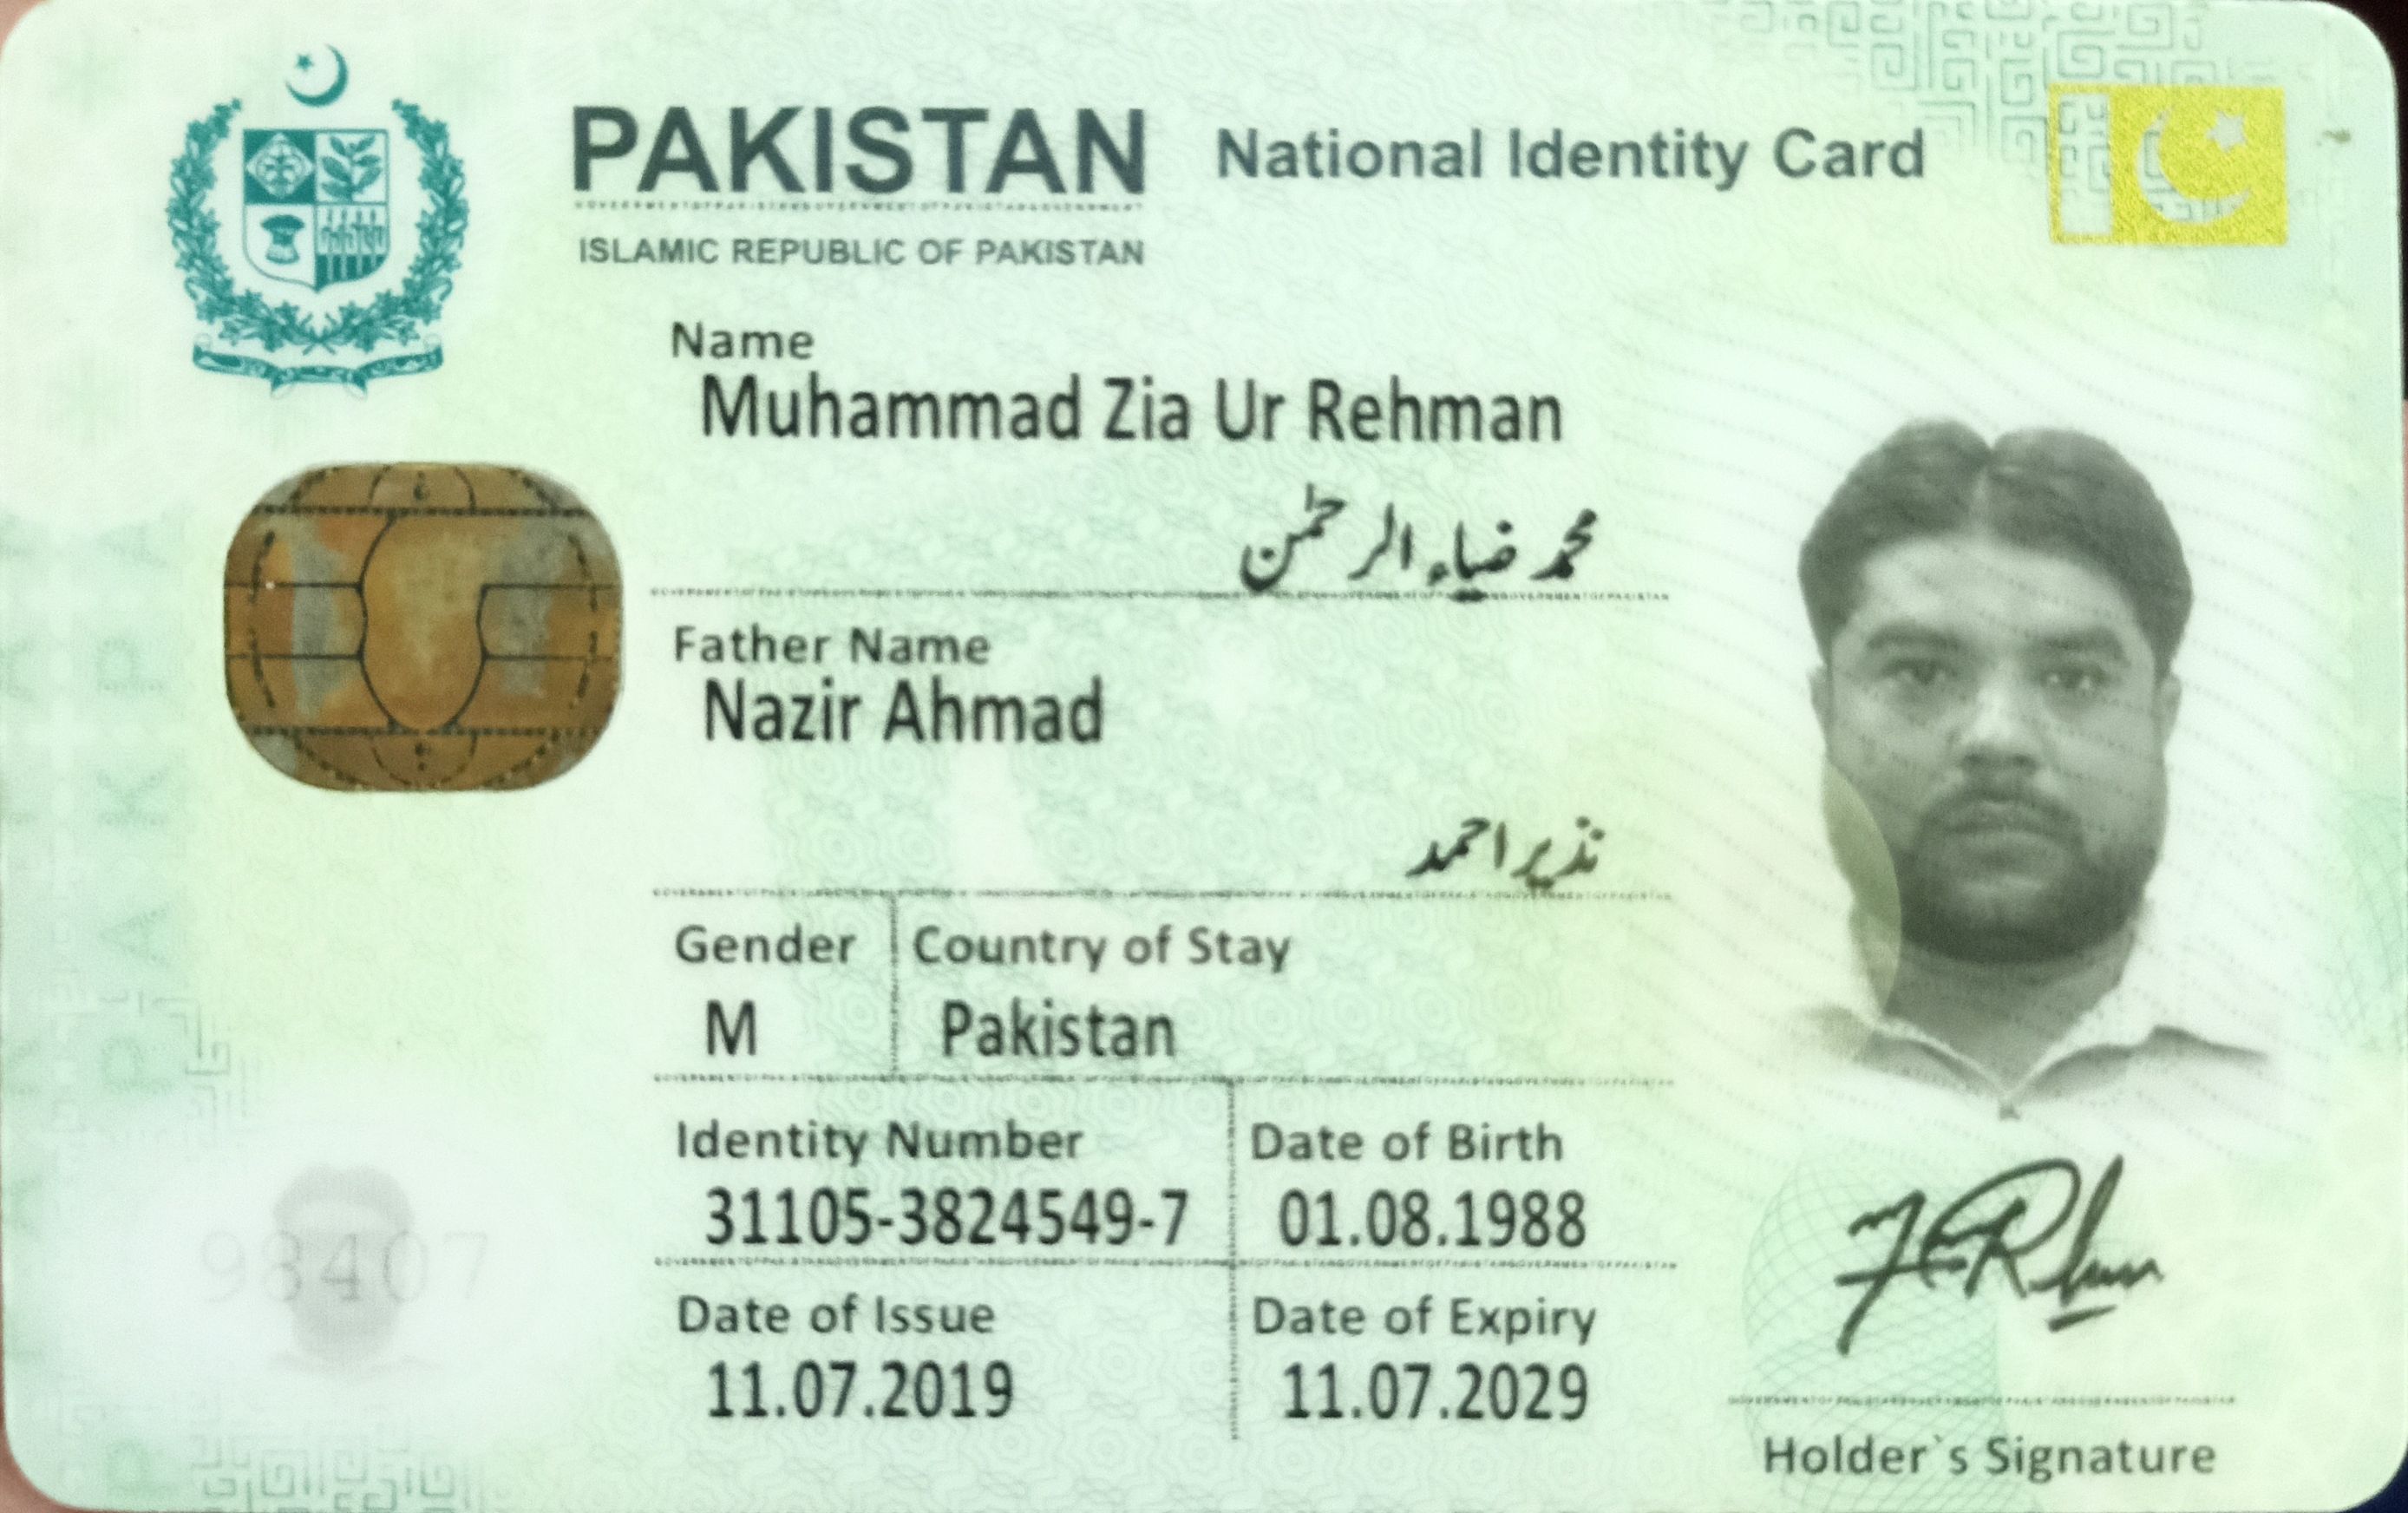 PAKISTAN National Identity Card
ISLAMIC REPUBLIC OF PAKISTAN
Name
Muhammad Zia Ur Rehman
محمد ضیاء الرحمٰن
Father Name
Nazir Ahmad
نذیر احمد
Gender Country of Stay
M Pakistan
Identity Number Date of Birth
31105-3824549-7 01.08.1988
Date of Issue Date of Expiry
11.07.2019 11.07.2029
98407
Holder`s Signature